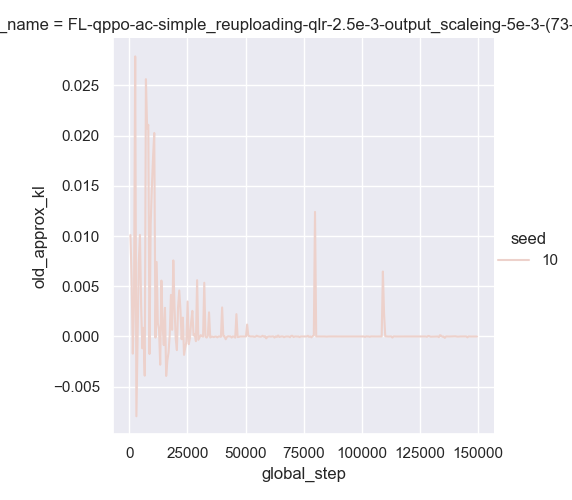 _name = FL-qppo-ac-simple_reuploading-qlr-2.5e-3-output_scaleing-5e-3-(73-
0.025
0.020
0.015
0.010
0.005
0.000
−0.005
old_approx_kl
0 25000 50000 75000 100000 125000 150000
global_step
seed
10